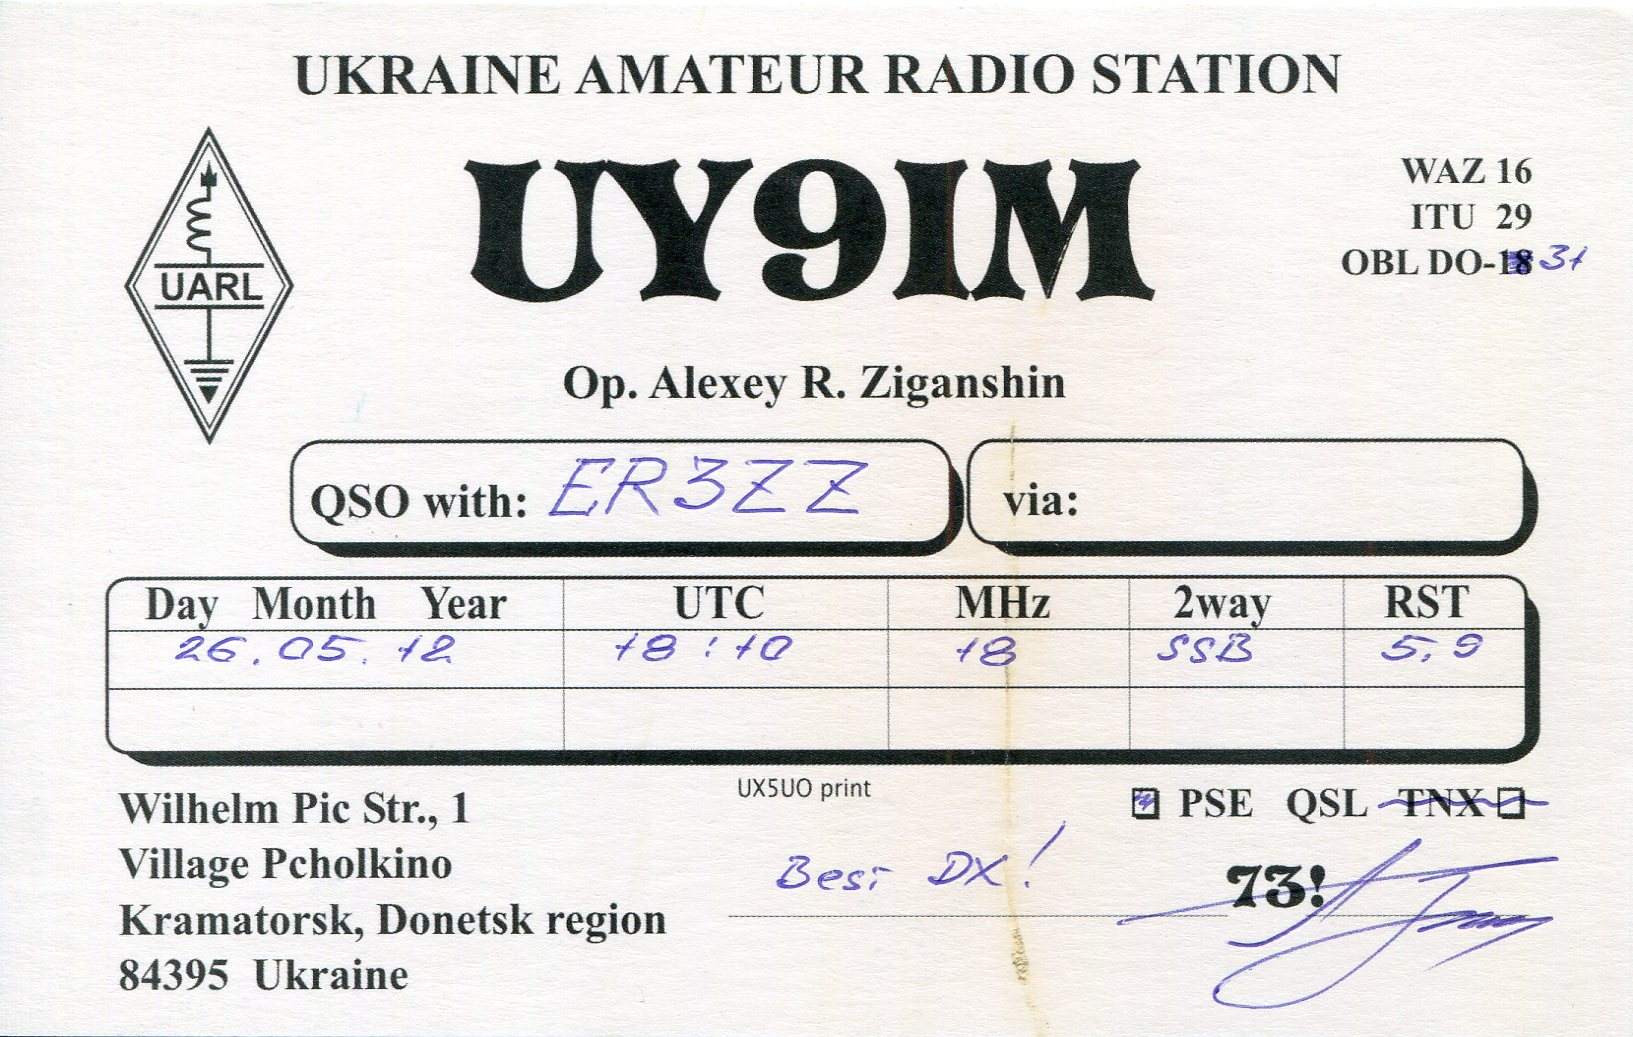 UKRAINE AMATEUR RADIO STATION
UY9IM
WAZ 16
ITU 29
OBL DO-18 31
UARL
Op. Alexey R. Ziganshin
QSO with: ER3ZZ
via:
Day Month Year UTC MHz 2way RST
26.05.12 18:10 18 SSB 5.9
UX5UO print
PSE QSL TNX
Wilhelm Pic Str., 1
Village Pcholkino
Kramatorsk, Donetsk region
84395 Ukraine
Best DX!
73!